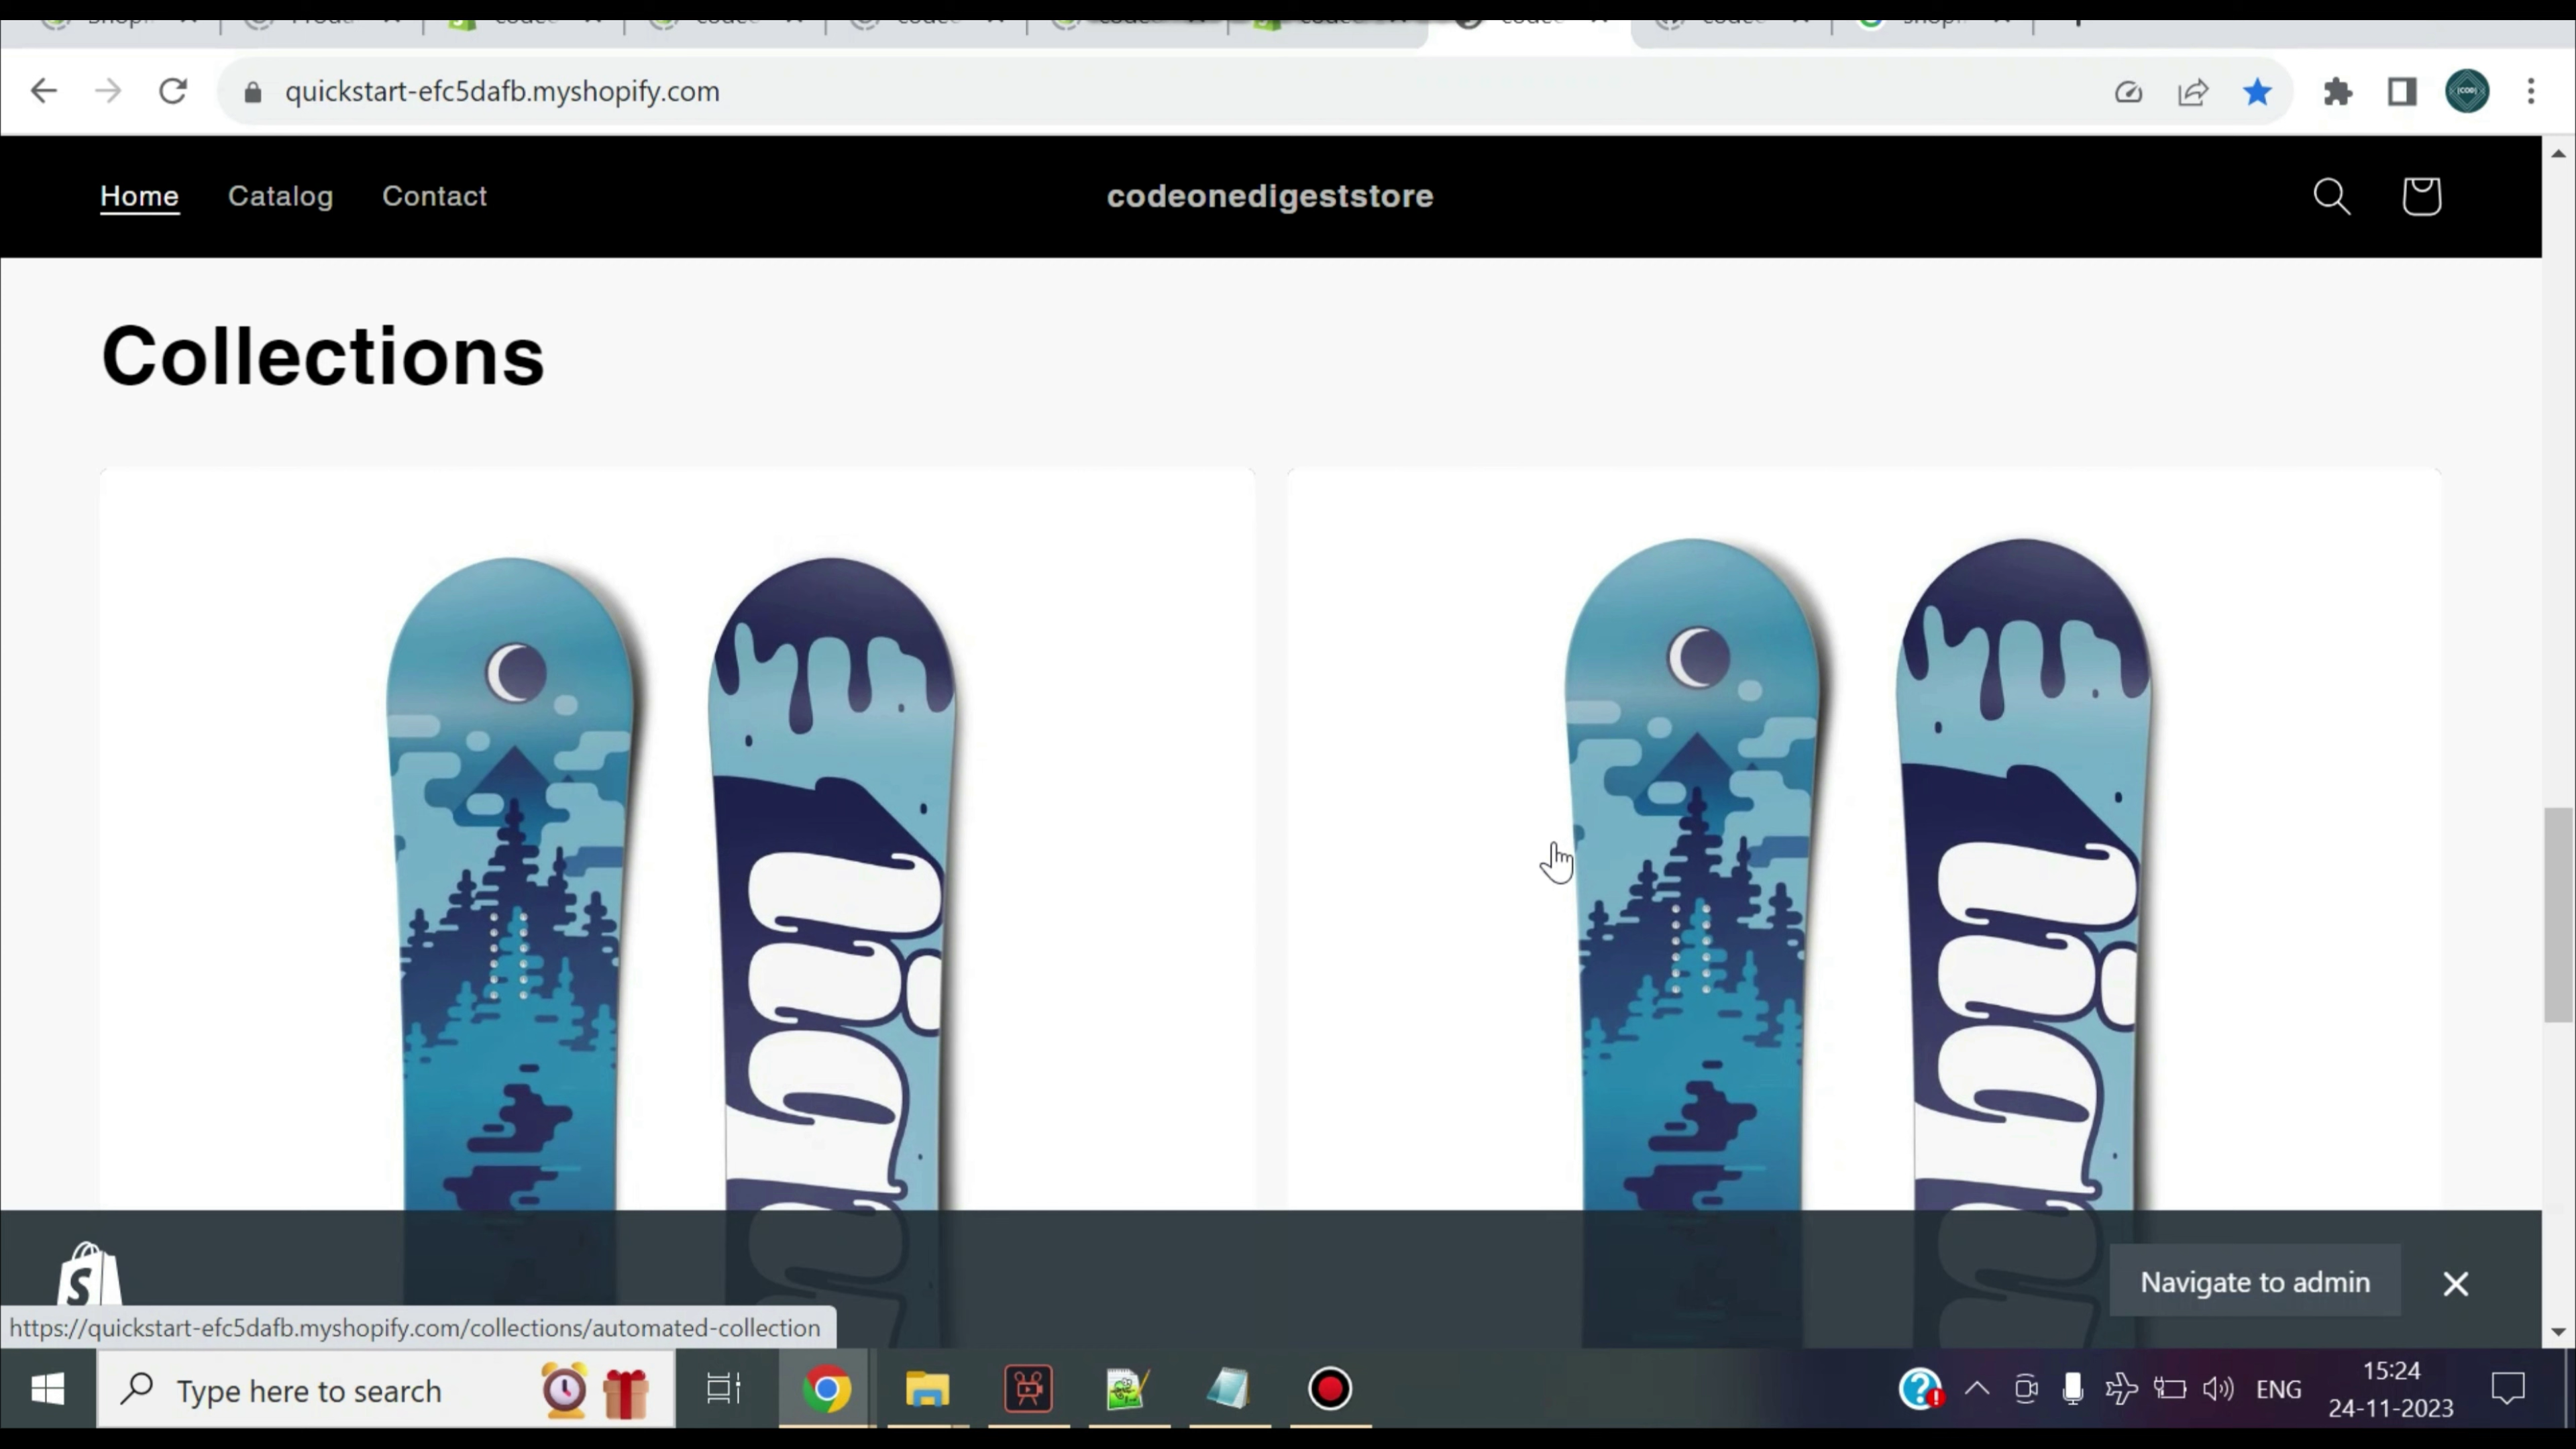 quickstart-efc5dafb.myshopify.com
Home Catalog Contact codeonedigeststore
Collections
Navigate to admin
https://quickstart-efc5dafb.myshopify.com/collections/automated-collection
Type here to search
ENG
15:24
24-11-2023